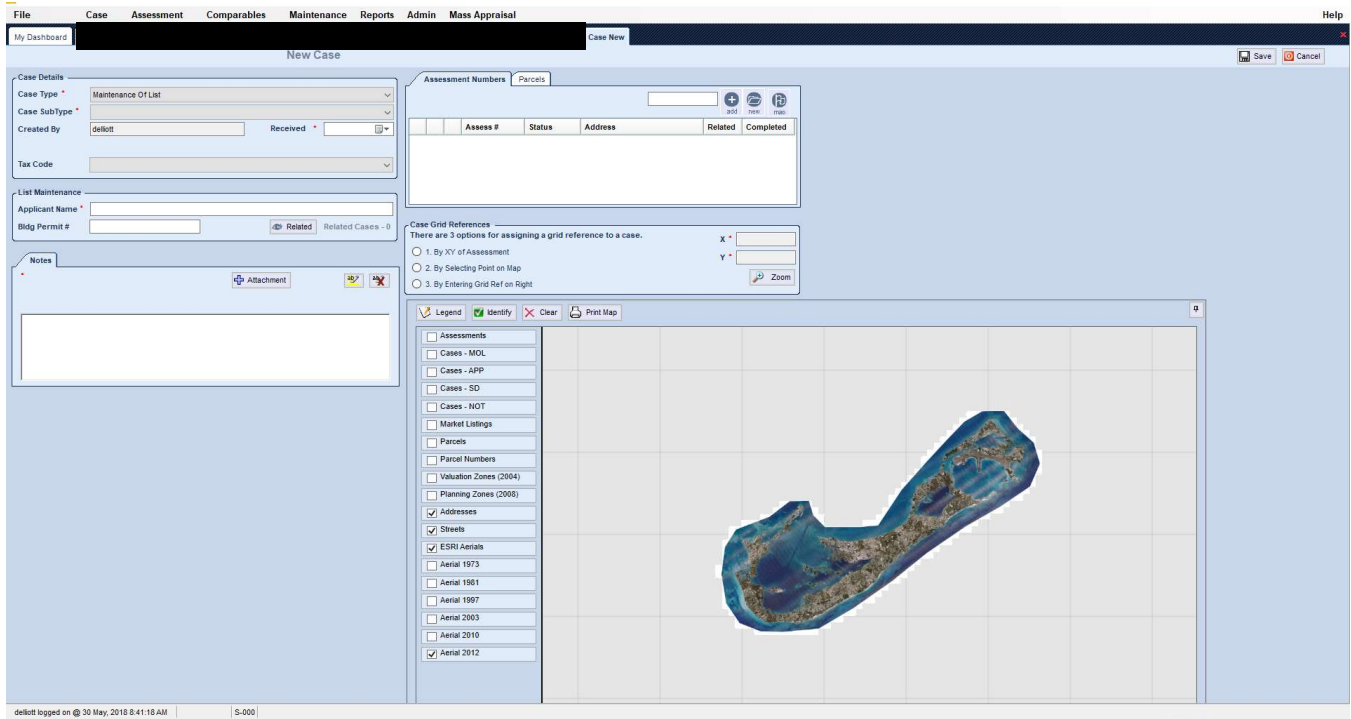 File Case Assessment Comparables Maintenance Reports Admin Mass Appraisal Help
My Dashboard Case New
New Case
Save Cancel
Case Details
Case Type * Maintenance Of List
Case SubType *
Created By delliott Received *
Tax Code
List Maintenance
Applicant Name *
Bldg Permit # Related Related Cases - 0
Notes
* Attachment
Assessment Numbers Parcels
add new map
Assess # Status Address Related Completed
Case Grid References
There are 3 options for assigning a grid reference to a case.
1. By XY of Assessment
2. By Selecting Point on Map
3. By Entering Grid Ref on Right
X *
Y *
Zoom
Legend Identify Clear Print Map
Assessments
Cases - MOL
Cases - APP
Cases - SD
Cases - NOT
Market Listings
Parcels
Parcel Numbers
Valuation Zones (2004)
Planning Zones (2008)
Addresses
Streets
ESRI Aerials
Aerial 1973
Aerial 1981
Aerial 1997
Aerial 2003
Aerial 2010
Aerial 2012
delliott logged on @ 30 May, 2018 8:41:18 AM S-000